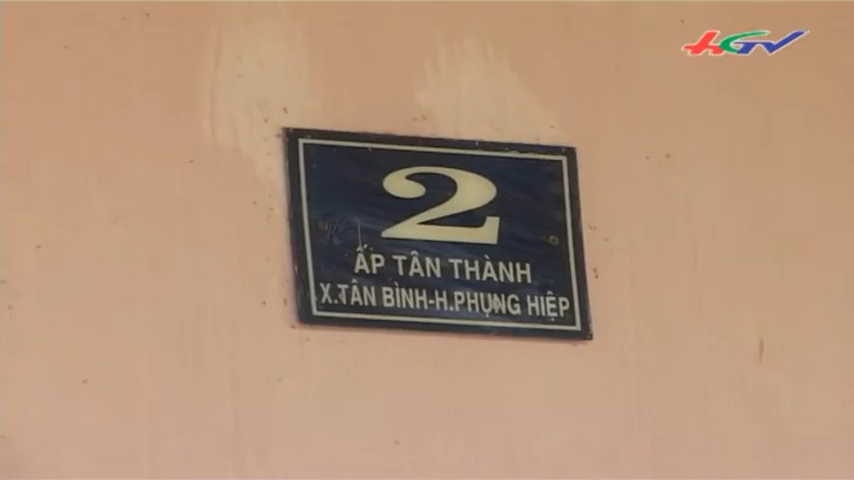 HGTV
2
ẤP TÂN THÀNH
X.TÂN BÌNH-H.PHỤNG HIỆP